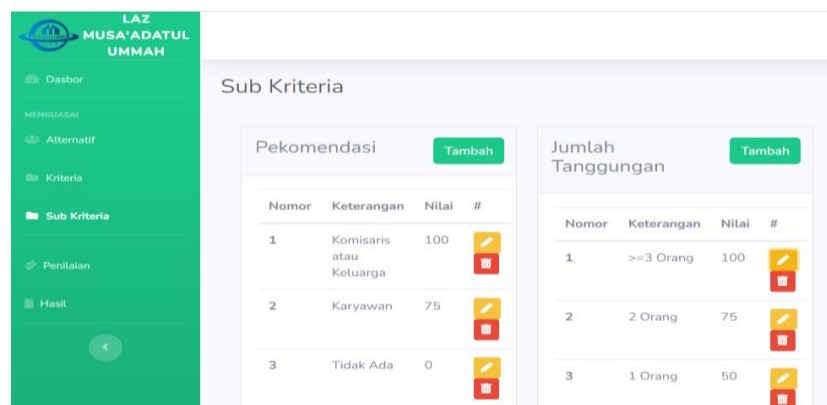 LAZ
MUSA'ADATUL
UMMAH
Dasbor
MENGUASAI
Alternatif
Kriteria
Sub Kriteria
Penilaian
Hasil
Sub Kriteria
Pekomendasi
Tambah
Nomor Keterangan Nilai #
1 Komisaris 100
atau
Keluarga
2 Karyawan 75
3 Tidak Ada 0
Jumlah
Tanggungan
Tambah
Nomor Keterangan Nilai #
1 >=3 Orang 100
2 2 Orang 75
3 1 Orang 50